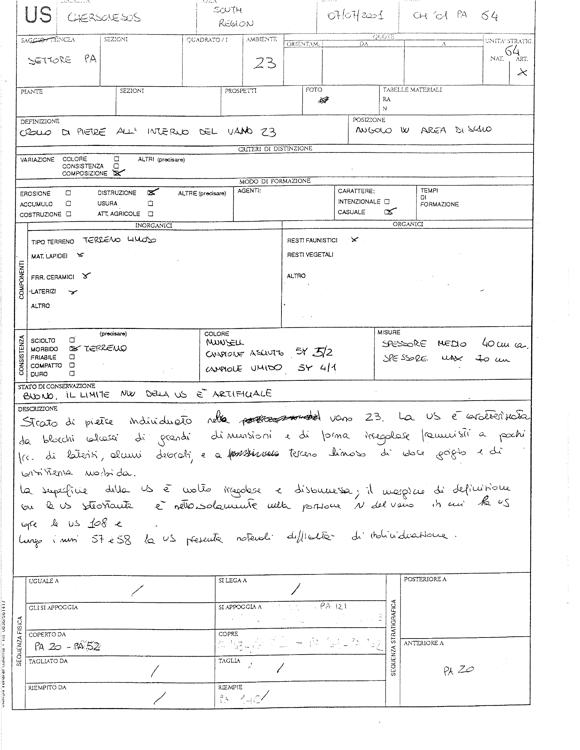 US CHERSONESOS SOUTH REGION 07/07/2001 CH '01 PA 64
SAGGIO/TRINCEA SEZIONI QUADRATO/I AMBIENTE QUOTE UNITA' STRATIG
ORIENTAM. DA A 64
SETTORE PA 23 NAT. ART.
X
PIANTE SEZIONI PROSPETTI FOTO TABELLE MATERIALI
RA
N
DEFINIZIONE POSIZIONE
CROLLO DI PIETRE ALL'INTERNO DEL VANO 23 ANGOLO IN AREA DI
CRITERI DI DISTINZIONE
VARIAZIONE COLORE ALTRI (precisare)
CONSISTENZA
COMPOSIZIONE X
MODO DI FORMAZIONE
EROSIONE DISTRUZIONE X ALTRE (precisare) AGENTI: CARATTERE: TEMPI
ACCUMULO USURA INTENZIONALE DI
COSTRUZIONE ATT. AGRICOLE CASUALE X FORMAZIONE
INORGANICI ORGANICI
COMPONENTI
TIPO TERRENO TERRENO LIMOSO RESTI FAUNISTICI X
MAT. LAPIDEI X RESTI VEGETALI
FRR. CERAMICI X ALTRO
LATERIZI X
ALTRO
CONSISTENZA
(precisare) COLORE MISURE
SCIOLTO MUNSELL SPESSORE MEDIO 40 cm ca.
MORBIDO X TERRENO CAMPIONE ASCIUTTO 5Y 5/2 SPESSORE MAX 70 cm
FRIABILE
COMPATTO CAMPIONE UMIDO 5Y 4/1
DURO
STATO DI CONSERVAZIONE
BUONO. IL LIMITE NW DELLA US È ARTIFICIALE
DESCRIZIONE
Strato di pietre individuato vano 23. La US è caratterizzata
da blocchi calcarei di grandi dimensioni e di forma irregolare frammisti a pochi
frr. di laterizi, alcuni decorati, e a terreno limoso di colore grigio e di
consistenza morbida.
La superficie della US è molto irregolare e disconnessa; il margine di definizione
con le US sottostante è netto solamente nella porzione N del vano in cui la US
copre le US 108 e
Lungo i muri 57 e 58 la US presenta notevoli difficoltà di individuazione.
SEQUENZA FISICA
UGUALE A / SI LEGA A /
GLI SI APPOGGIA SI APPOGGIA A PA 121
COPERTO DA PA 20 - PA 52 COPRE
TAGLIATO DA / TAGLIA /
RIEMPITO DA / RIEMPIE /
SEQUENZA STRATIGRAFICA
POSTERIORE A
ANTERIORE A
PA 20